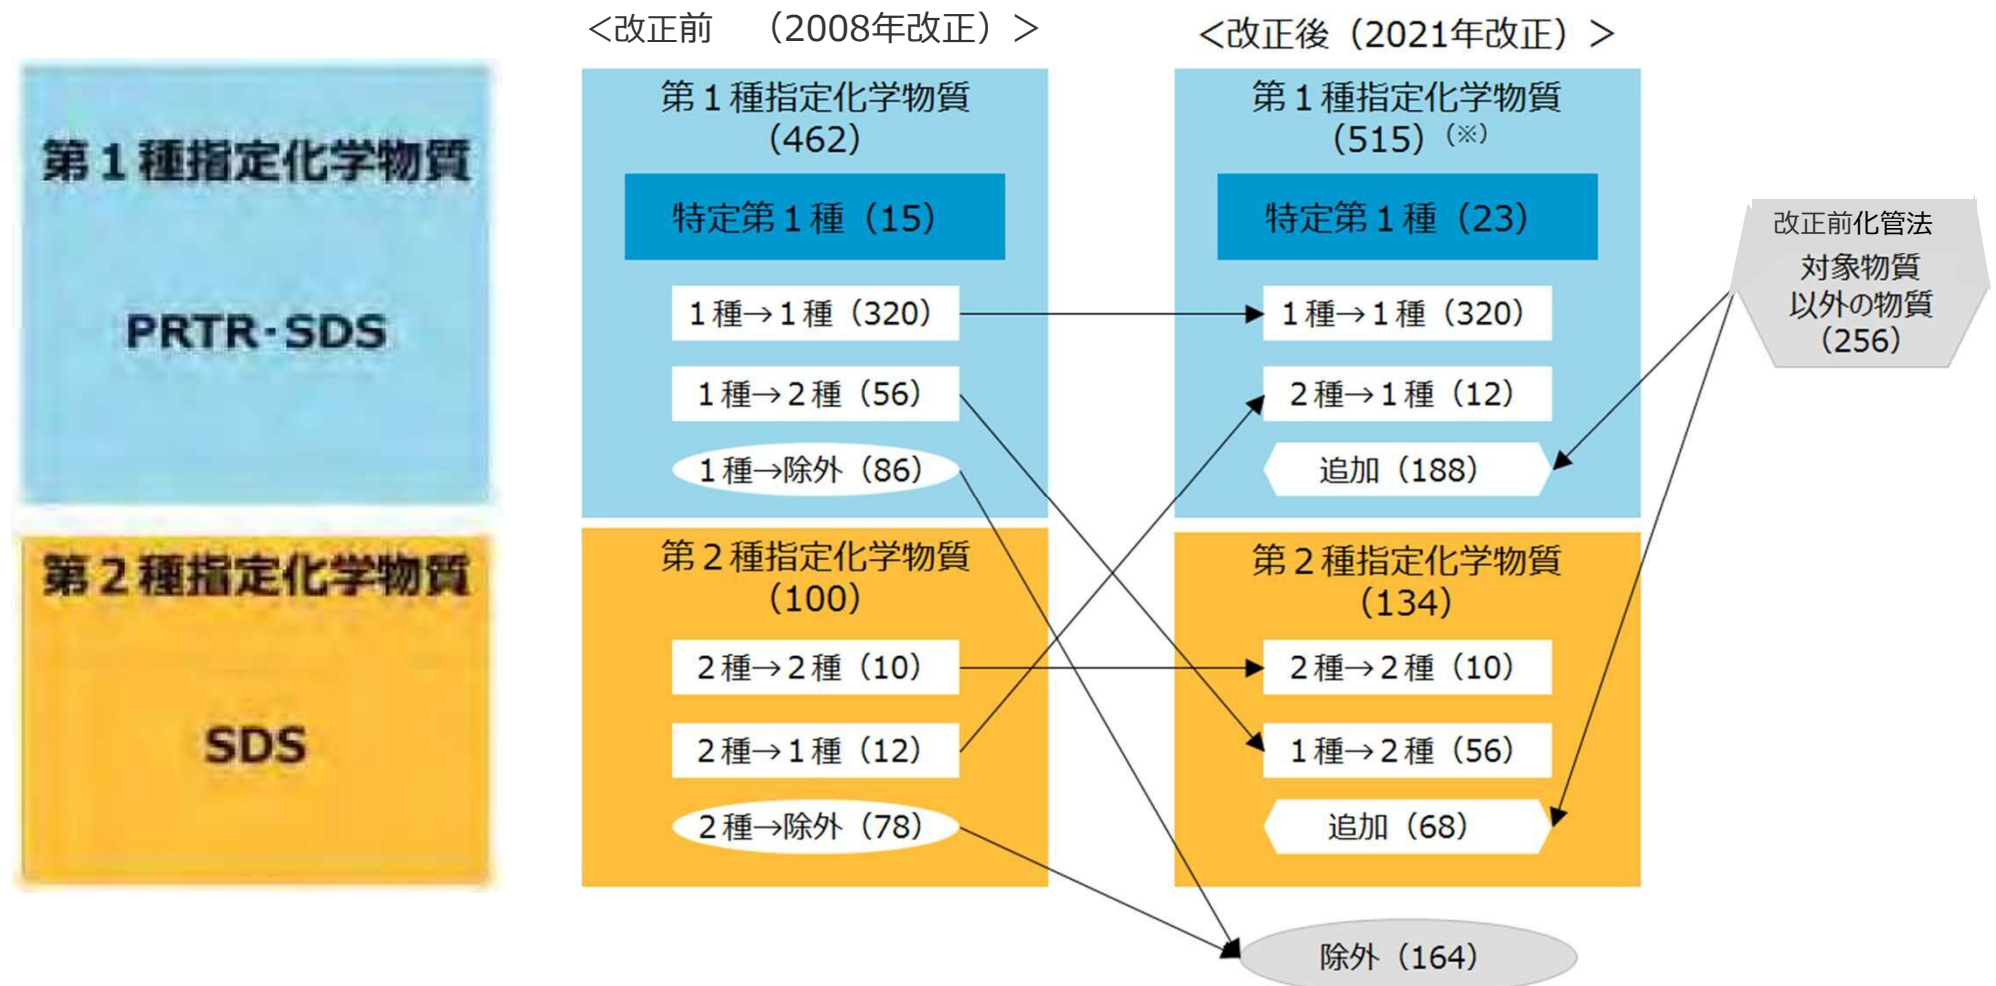 第１種指定化学物質
PRTR・SDS
第２種指定化学物質
SDS
＜改正前　（2008年改正）＞
第１種指定化学物質
（462）
特定第１種（15）
１種→１種（320）
１種→２種（56）
１種→除外（86）
第２種指定化学物質
（100）
２種→２種（10）
２種→１種（12）
２種→除外（78）
＜改正後（2021年改正）＞
第１種指定化学物質
（515）（※）
特定第１種（23）
１種→１種（320）
２種→１種（12）
追加（188）
第２種指定化学物質
（134）
２種→２種（10）
１種→２種（56）
追加（68）
除外（164）
改正前化管法
対象物質
以外の物質
（256）